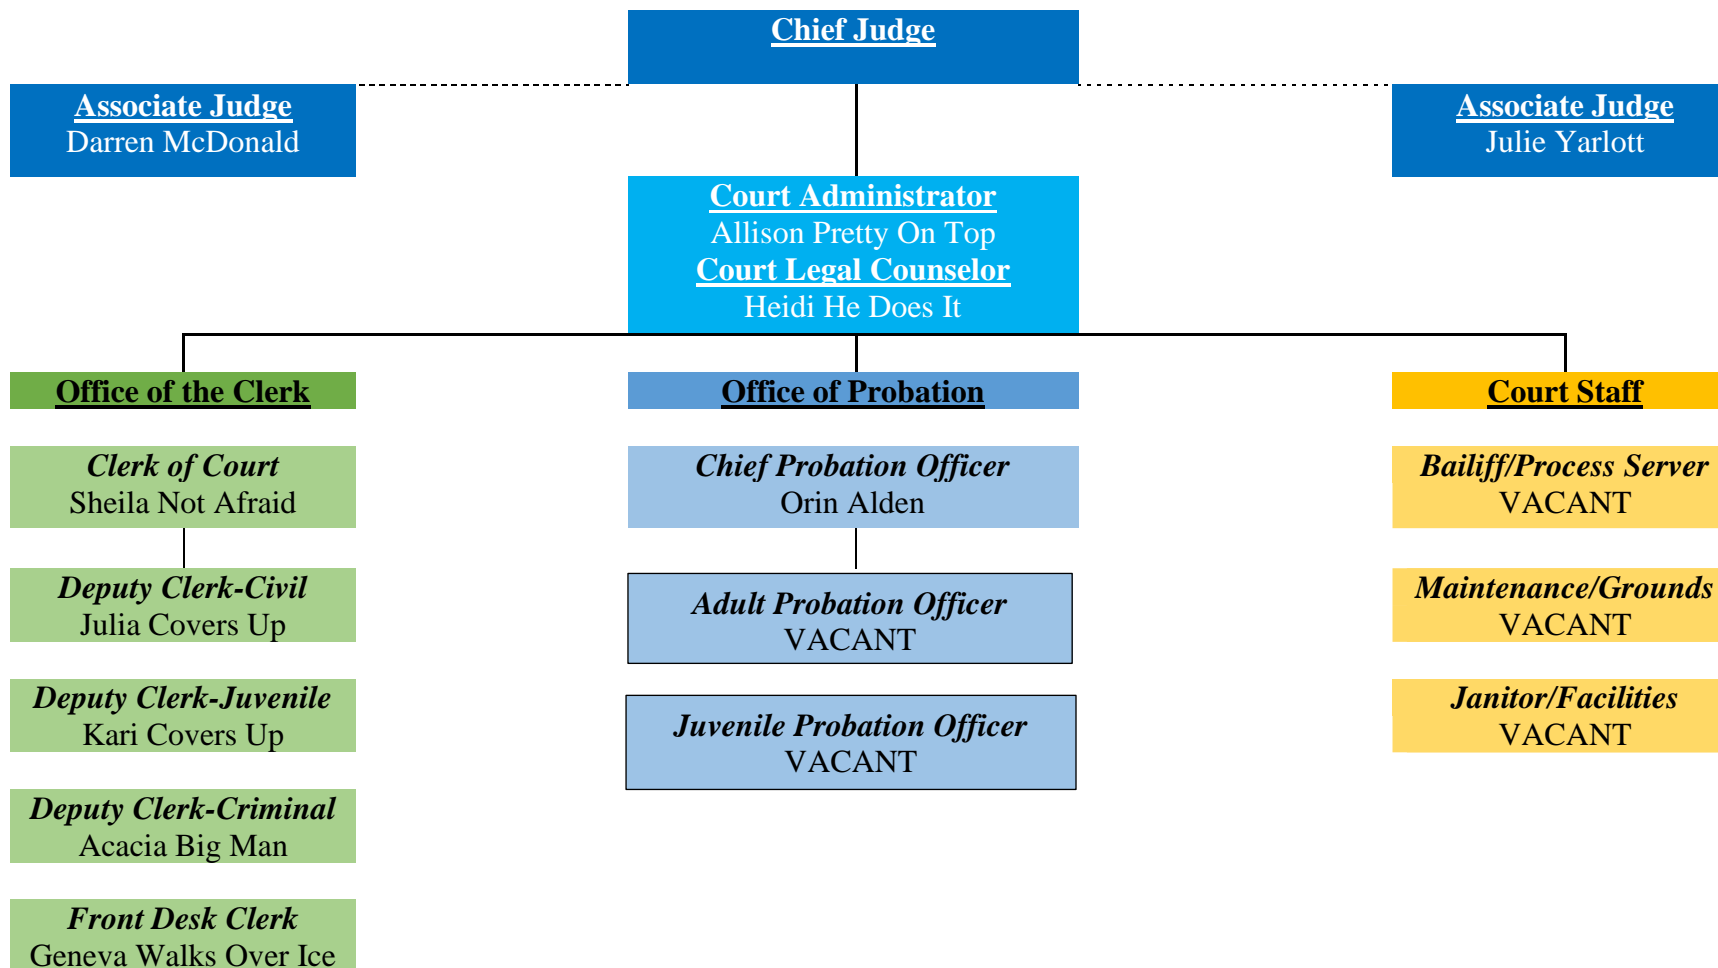 Chief Judge
Associate Judge
Darren McDonald
Associate Judge
Julie Yarlott
Court Administrator
Allison Pretty On Top
Court Legal Counselor
Heidi He Does It
Office of the Clerk
Clerk of Court
Sheila Not Afraid
Deputy Clerk-Civil
Julia Covers Up
Deputy Clerk-Juvenile
Kari Covers Up
Deputy Clerk-Criminal
Acacia Big Man
Front Desk Clerk
Geneva Walks Over Ice
Office of Probation
Chief Probation Officer
Orin Alden
Adult Probation Officer
VACANT
Juvenile Probation Officer
VACANT
Court Staff
Bailiff/Process Server
VACANT
Maintenance/Grounds
VACANT
Janitor/Facilities
VACANT